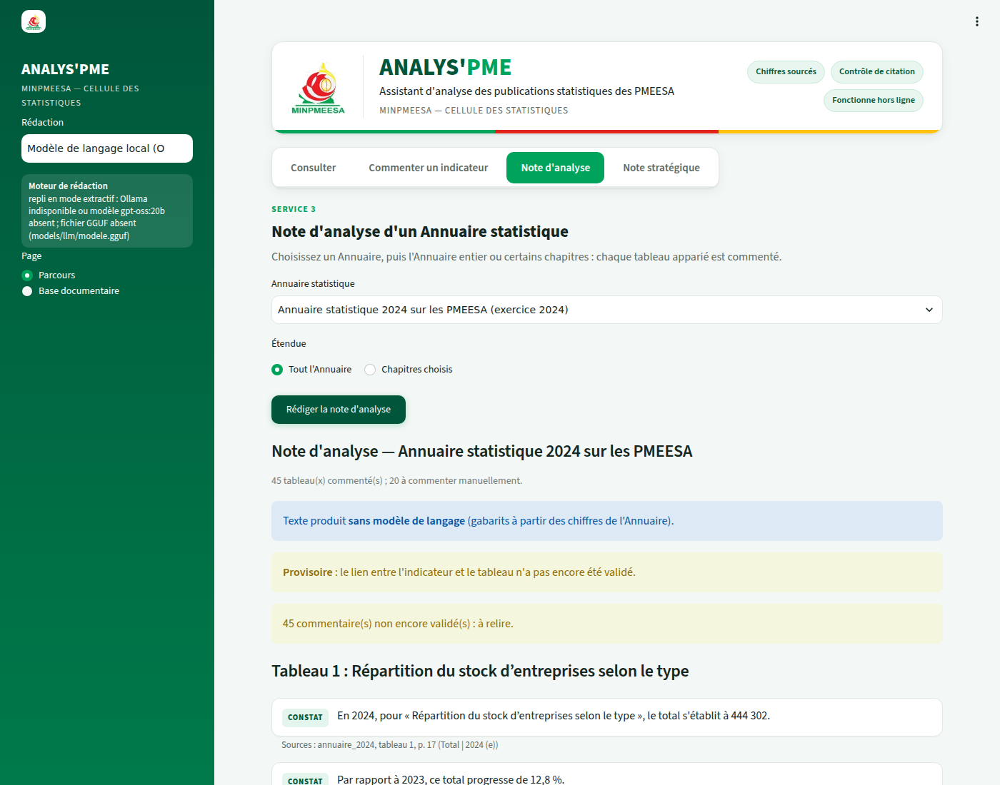 ANALYS'PME
MINPMEESA — CELLULE DES
STATISTIQUES
Rédaction
Modèle de langage local (O
Moteur de rédaction
repli en mode extractif : Ollama
indisponible ou modèle gpt-oss:20b
absent ; fichier GGUF absent
(models/llm/modele.gguf)
Page
Parcours
Base documentaire
MINPMEESA
ANALYS'PME
Assistant d'analyse des publications statistiques des PMEESA
MINPMEESA — CELLULE DES STATISTIQUES
Chiffres sourcés
Contrôle de citation
Fonctionne hors ligne
Consulter
Commenter un indicateur
Note d'analyse
Note stratégique
SERVICE 3
Note d'analyse d'un Annuaire statistique
Choisissez un Annuaire, puis l'Annuaire entier ou certains chapitres : chaque tableau apparié est commenté.
Annuaire statistique
Annuaire statistique 2024 sur les PMEESA (exercice 2024)
Étendue
Tout l'Annuaire
Chapitres choisis
Rédiger la note d'analyse
Note d'analyse — Annuaire statistique 2024 sur les PMEESA
45 tableau(x) commenté(s) ; 20 à commenter manuellement.
Texte produit sans modèle de langage (gabarits à partir des chiffres de l'Annuaire).
Provisoire : le lien entre l'indicateur et le tableau n'a pas encore été validé.
45 commentaire(s) non encore validé(s) : à relire.
Tableau 1 : Répartition du stock d’entreprises selon le type
CONSTAT En 2024, pour « Répartition du stock d’entreprises selon le type », le total s'établit à 444 302.
Sources : annuaire_2024, tableau 1, p. 17 (Total | 2024 (e))
CONSTAT Par rapport à 2023, ce total progresse de 12,8 %.